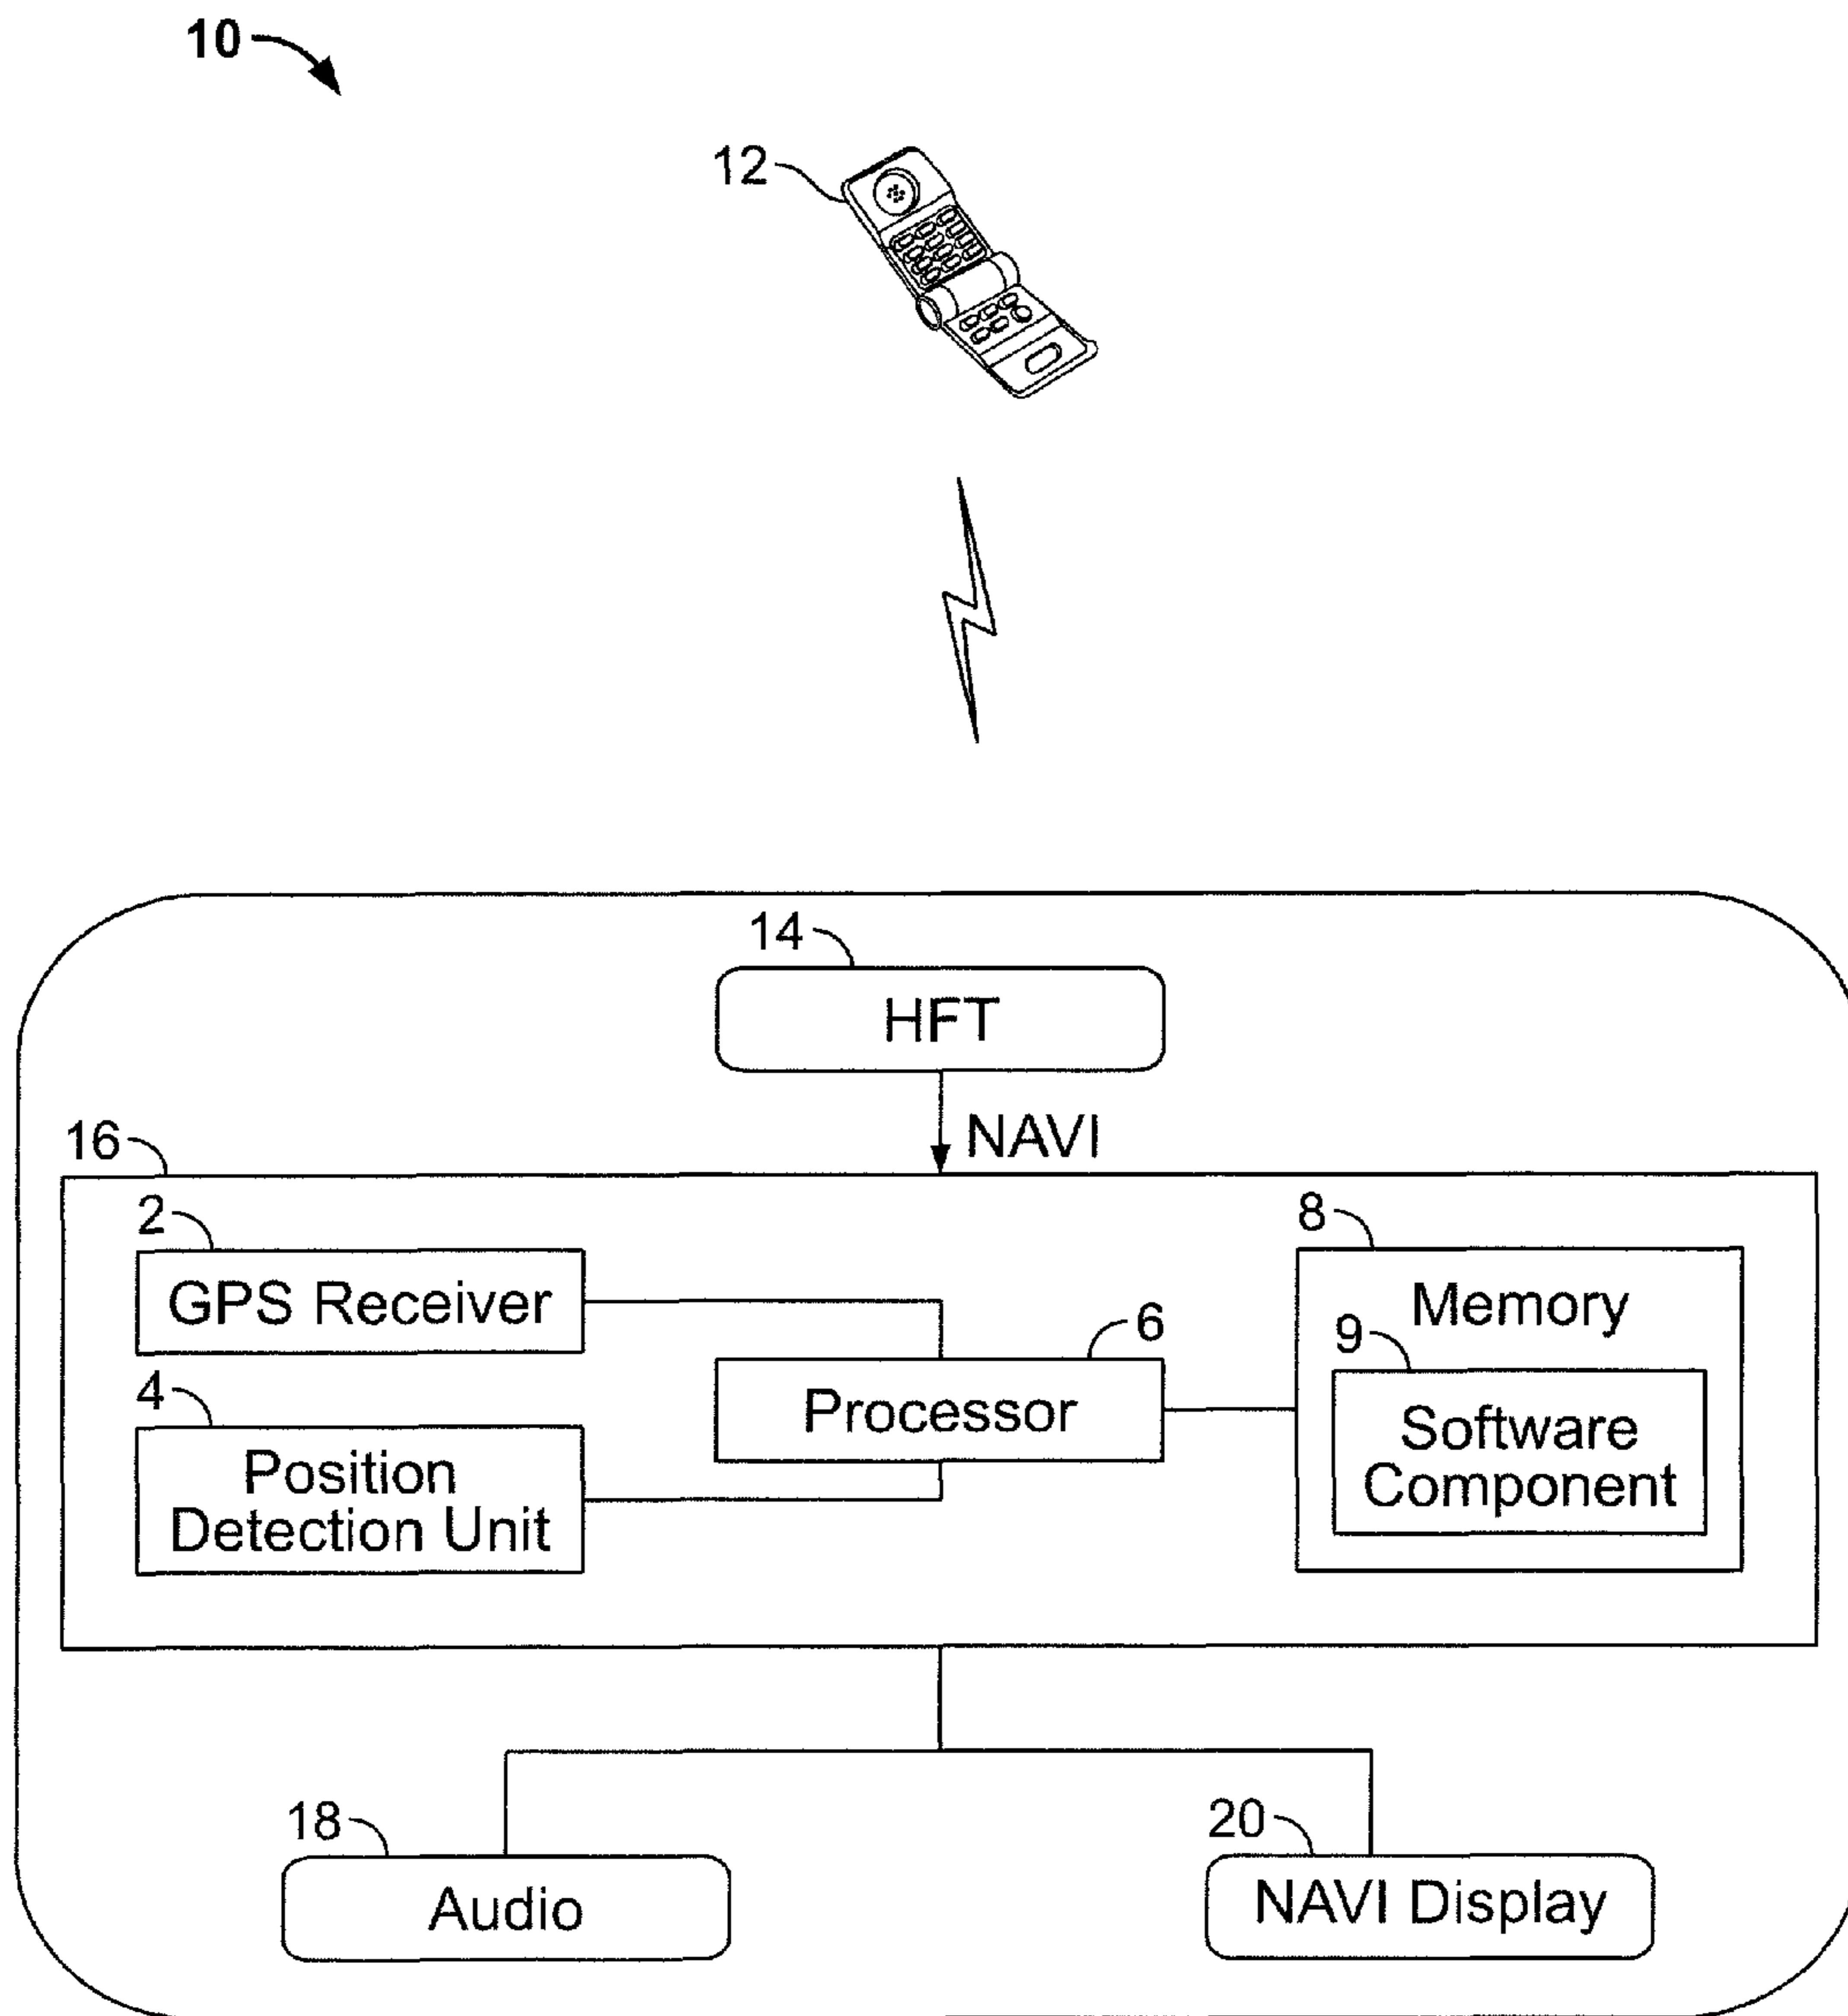 10
12
14
HFT
NAVI
16
2
GPS Receiver
4
Position
Detection Unit
6
Processor
8
Memory
9
Software
Component
18
Audio
20
NAVI Display